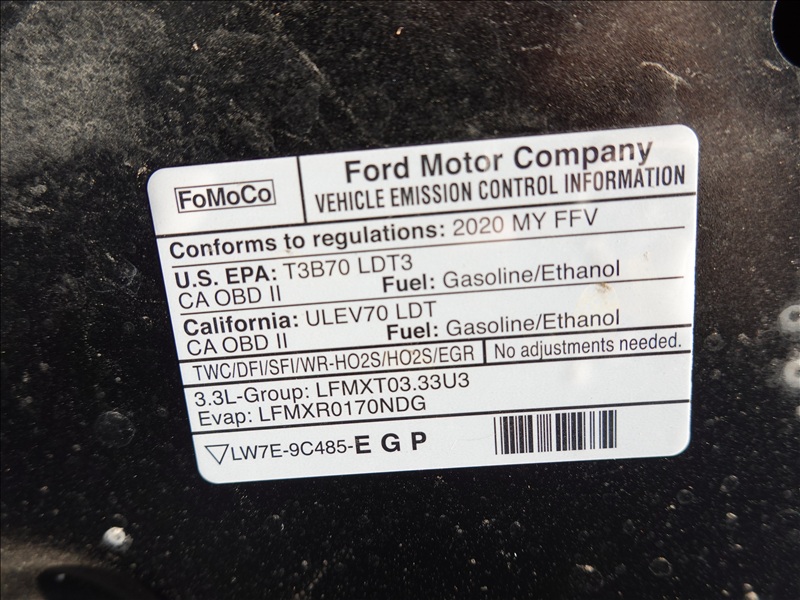 FoMoCo
Ford Motor Company
VEHICLE EMISSION CONTROL INFORMATION
Conforms to regulations: 2020 MY FFV
U.S. EPA: T3B70 LDT3
CA OBD II Fuel: Gasoline/Ethanol
California: ULEV70 LDT
CA OBD II Fuel: Gasoline/Ethanol
TWC/DFI/SFI/WR-HO2S/HO2S/EGR No adjustments needed.
3.3L-Group: LFMXT03.33U3
Evap: LFMXR0170NDG
LW7E-9C485-EGP